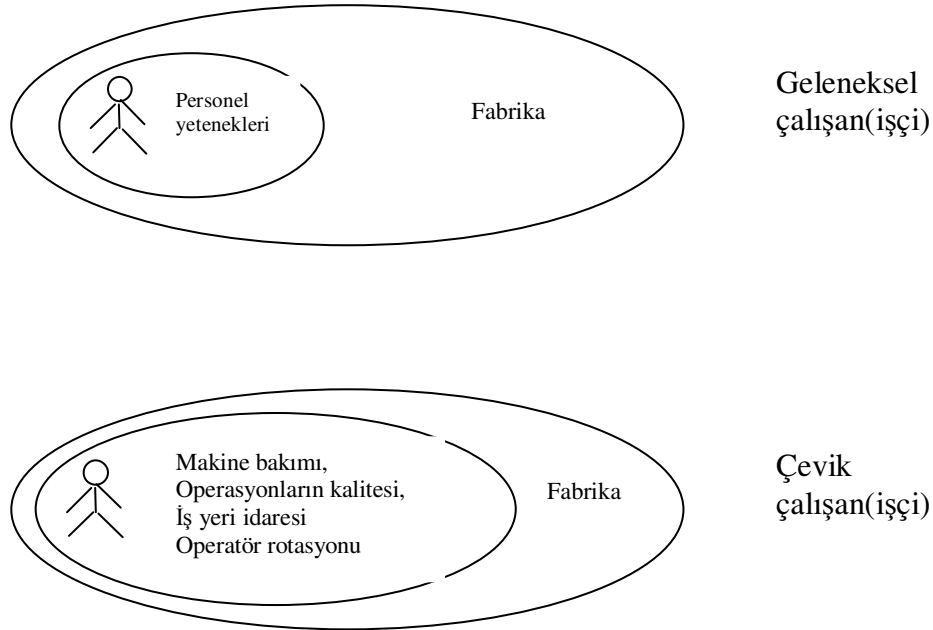 Personel
yetenekleri
Fabrika
Geleneksel
çalışan(işçi)
Makine bakımı,
Operasyonların kalitesi,
İş yeri idaresi
Operatör rotasyonu
Fabrika
Çevik
çalışan(işçi)